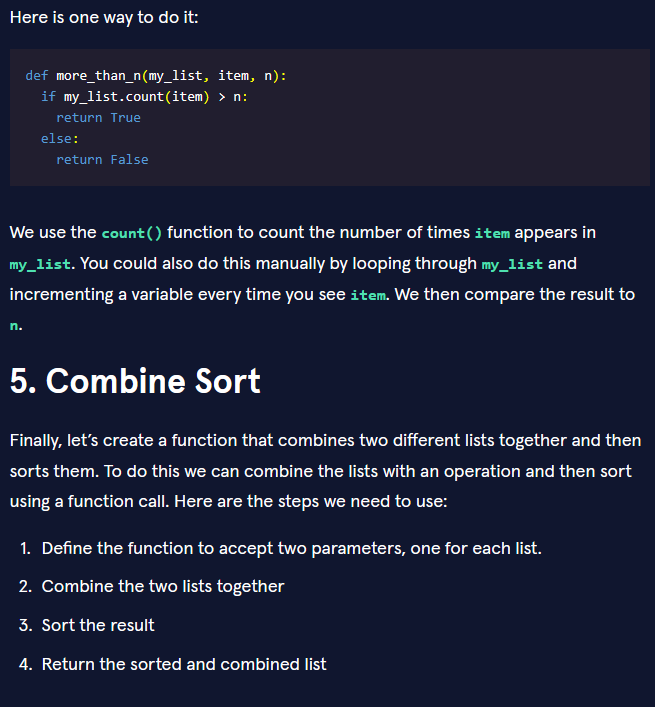 Here is one way to do it:
def more_than_n(my_list, item, n):
  if my_list.count(item) > n:
    return True
  else:
    return False
We use the count() function to count the number of times item appears in
my_list. You could also do this manually by looping through my_list and
incrementing a variable every time you see item. We then compare the result to
n.
5. Combine Sort
Finally, let’s create a function that combines two different lists together and then
sorts them. To do this we can combine the lists with an operation and then sort
using a function call. Here are the steps we need to use:
1. Define the function to accept two parameters, one for each list.
2. Combine the two lists together
3. Sort the result
4. Return the sorted and combined list